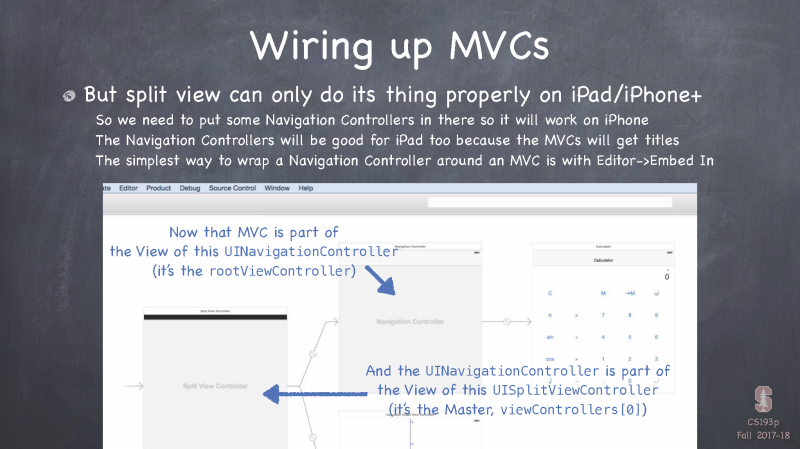 Wiring up MVCs
But split view can only do its thing properly on iPad/iPhone+
So we need to put some Navigation Controllers in there so it will work on iPhone
The Navigation Controllers will be good for iPad too because the MVCs will get titles
The simplest way to wrap a Navigation Controller around an MVC is with Editor->Embed In
ate Editor Product Debug Source Control Window Help
Now that MVC is part of
the View of this UINavigationController
(it's the rootViewController)
Navigation Controller
Calculator
Calculator
0
C M →M
π × 7 8 9
sin ÷ 4 5 6
cos + 1 2 3
Navigation Controller
Split View Controller
Split View Controller
And the UINavigationController is part of
the View of this UISplitViewController
(it's the Master, viewControllers[0])
CS193p
Fall 2017-18